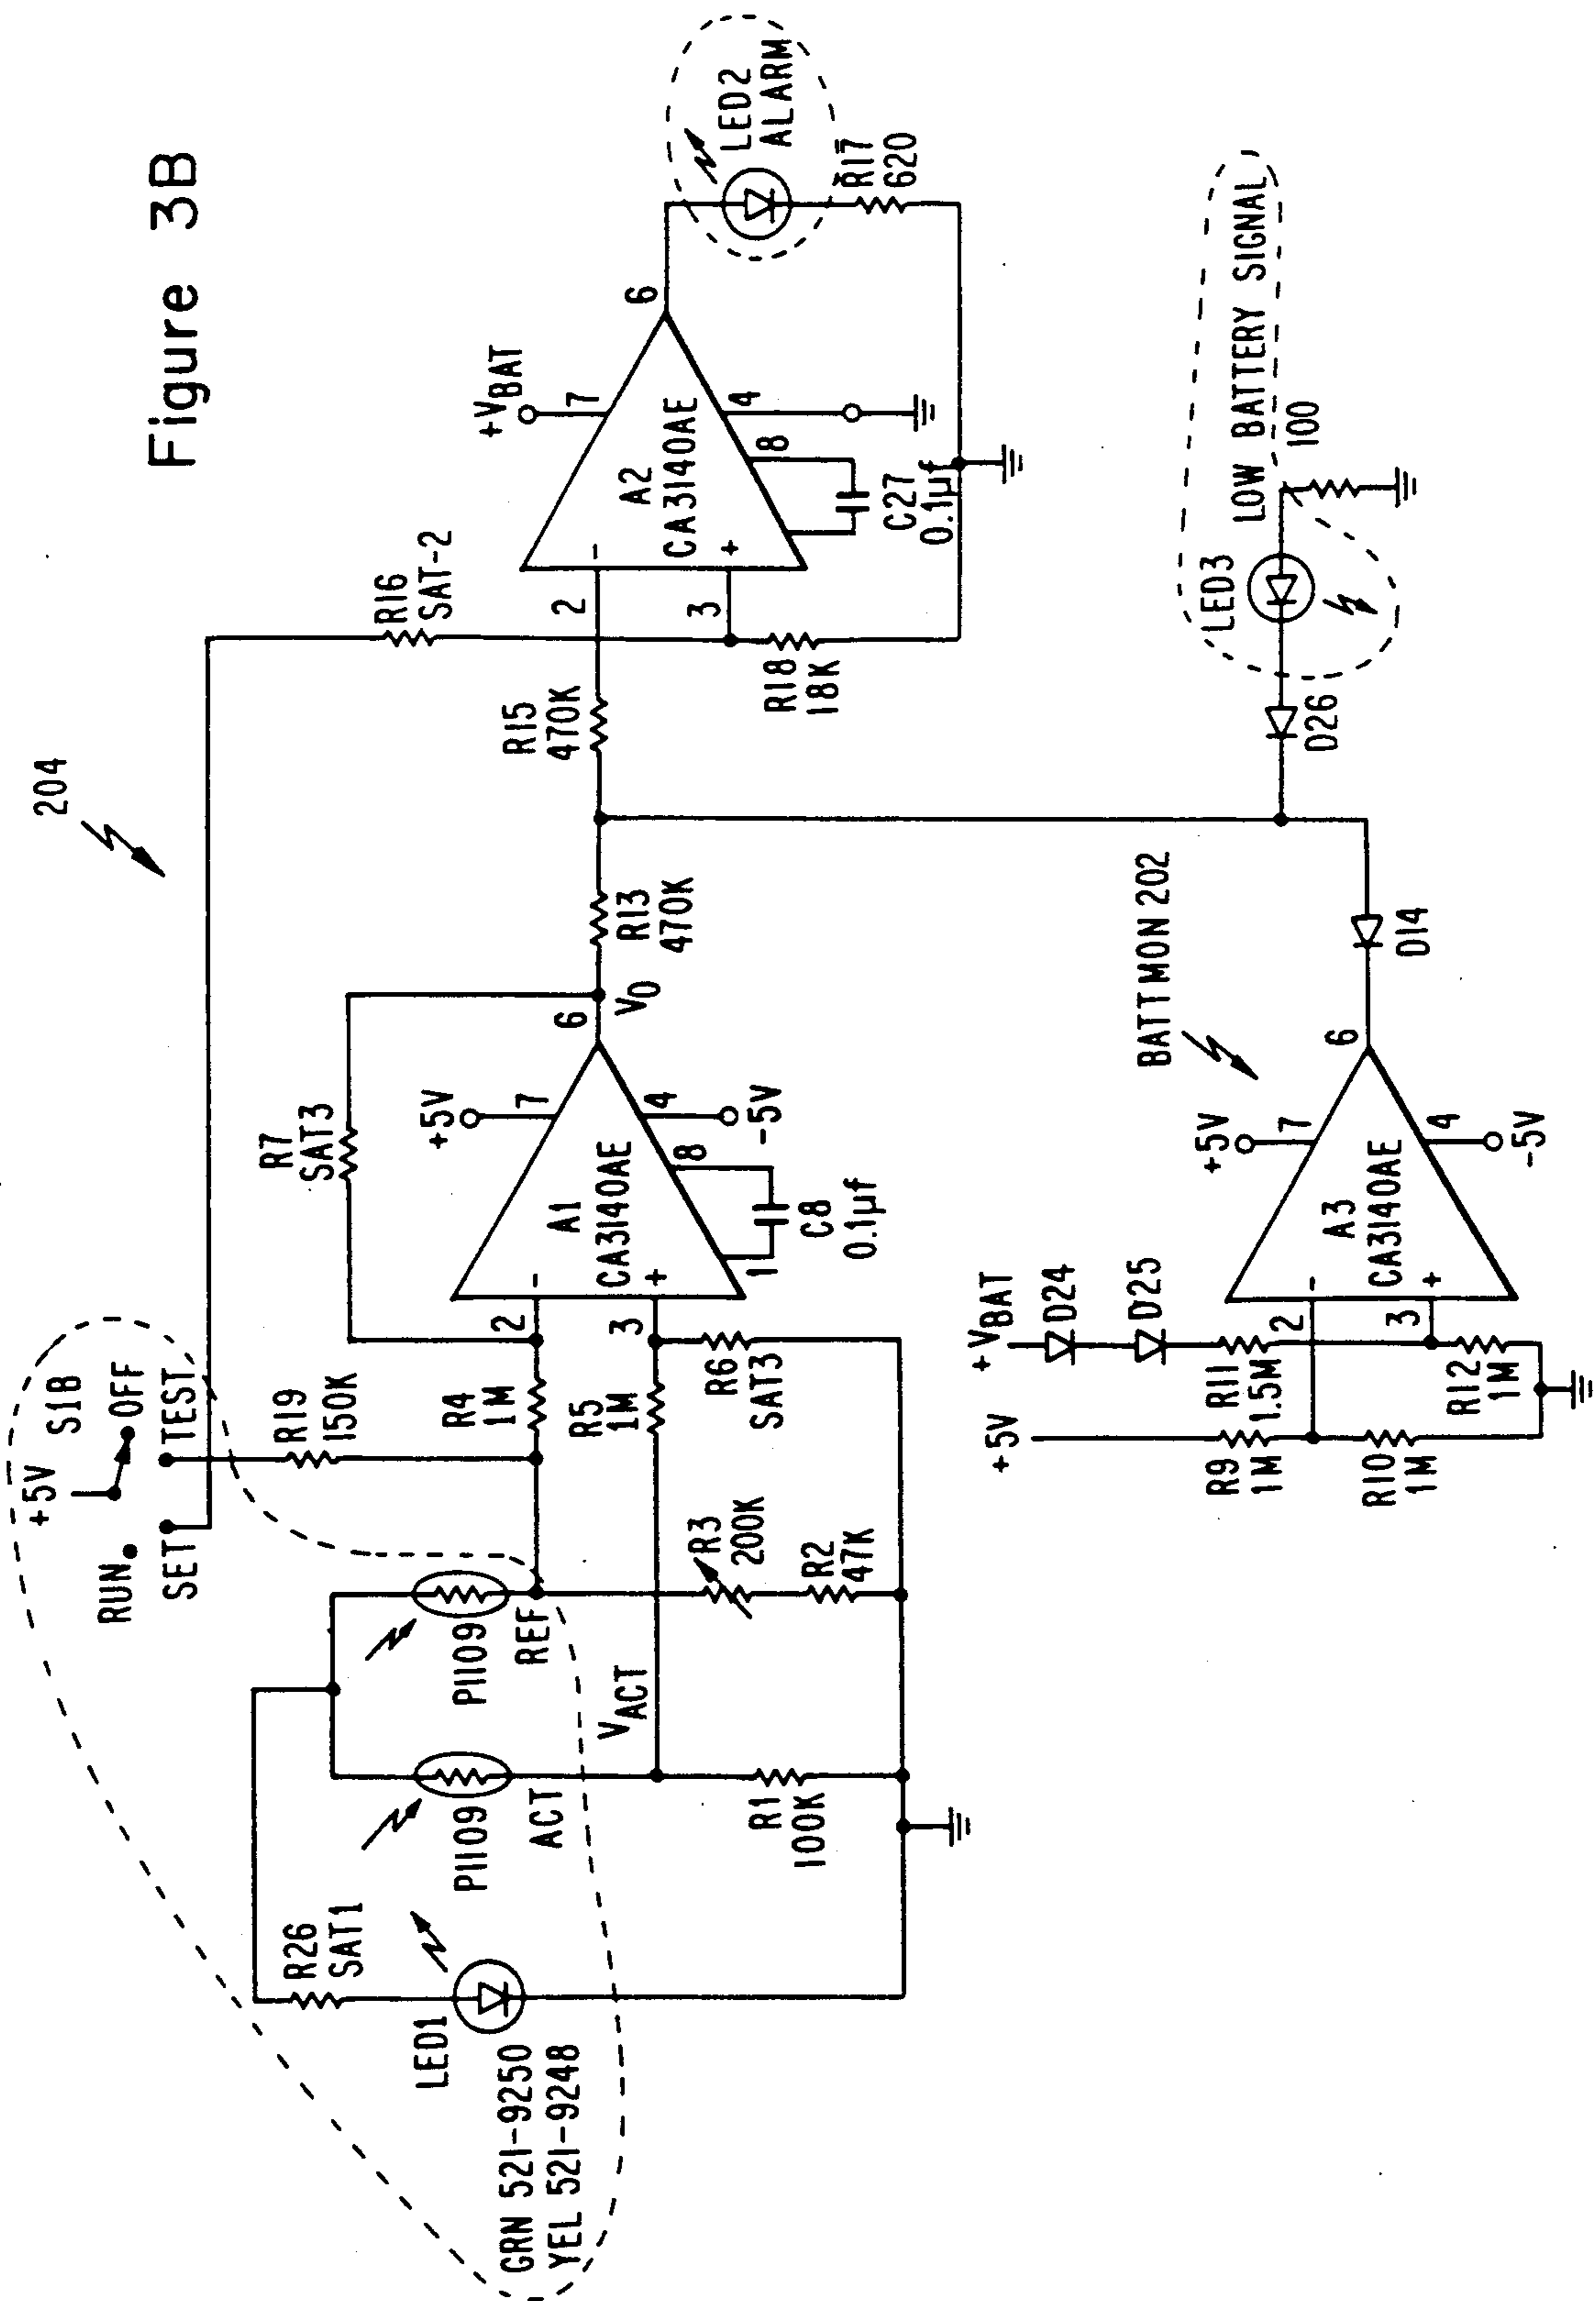 Figure 3B
204
+5V
S1B
OFF
TEST
RUN
SET
R19
150K
R7
SAT3
R16
SAT-2
+VBAT
7
6
LED2
ALARM
R17
620
2
-
A2
CA3140AE
3
+
8
4
C27
0.1µf
R18
18K
R15
470K
R13
470K
VO
6
+5V
7
4
-5V
A1
CA3140AE
2
-
3
+
1
8
C8
0.1µf
R4
1M
R5
1M
R6
SAT3
R26
SAT1
P1109
ACT
P1109
REF
VACT
R3
200K
R2
47K
R1
100K
LED1
GRN 521-9250
YEL 521-9248
LOW BATTERY SIGNAL
100
LED3
D26
D14
BATTMON 202
6
+5V
7
4
-5V
A3
CA3140AE
2
-
3
+
+VBAT
D24
D25
+5V
R11
1.5M
R12
1M
R9
1M
R10
1M